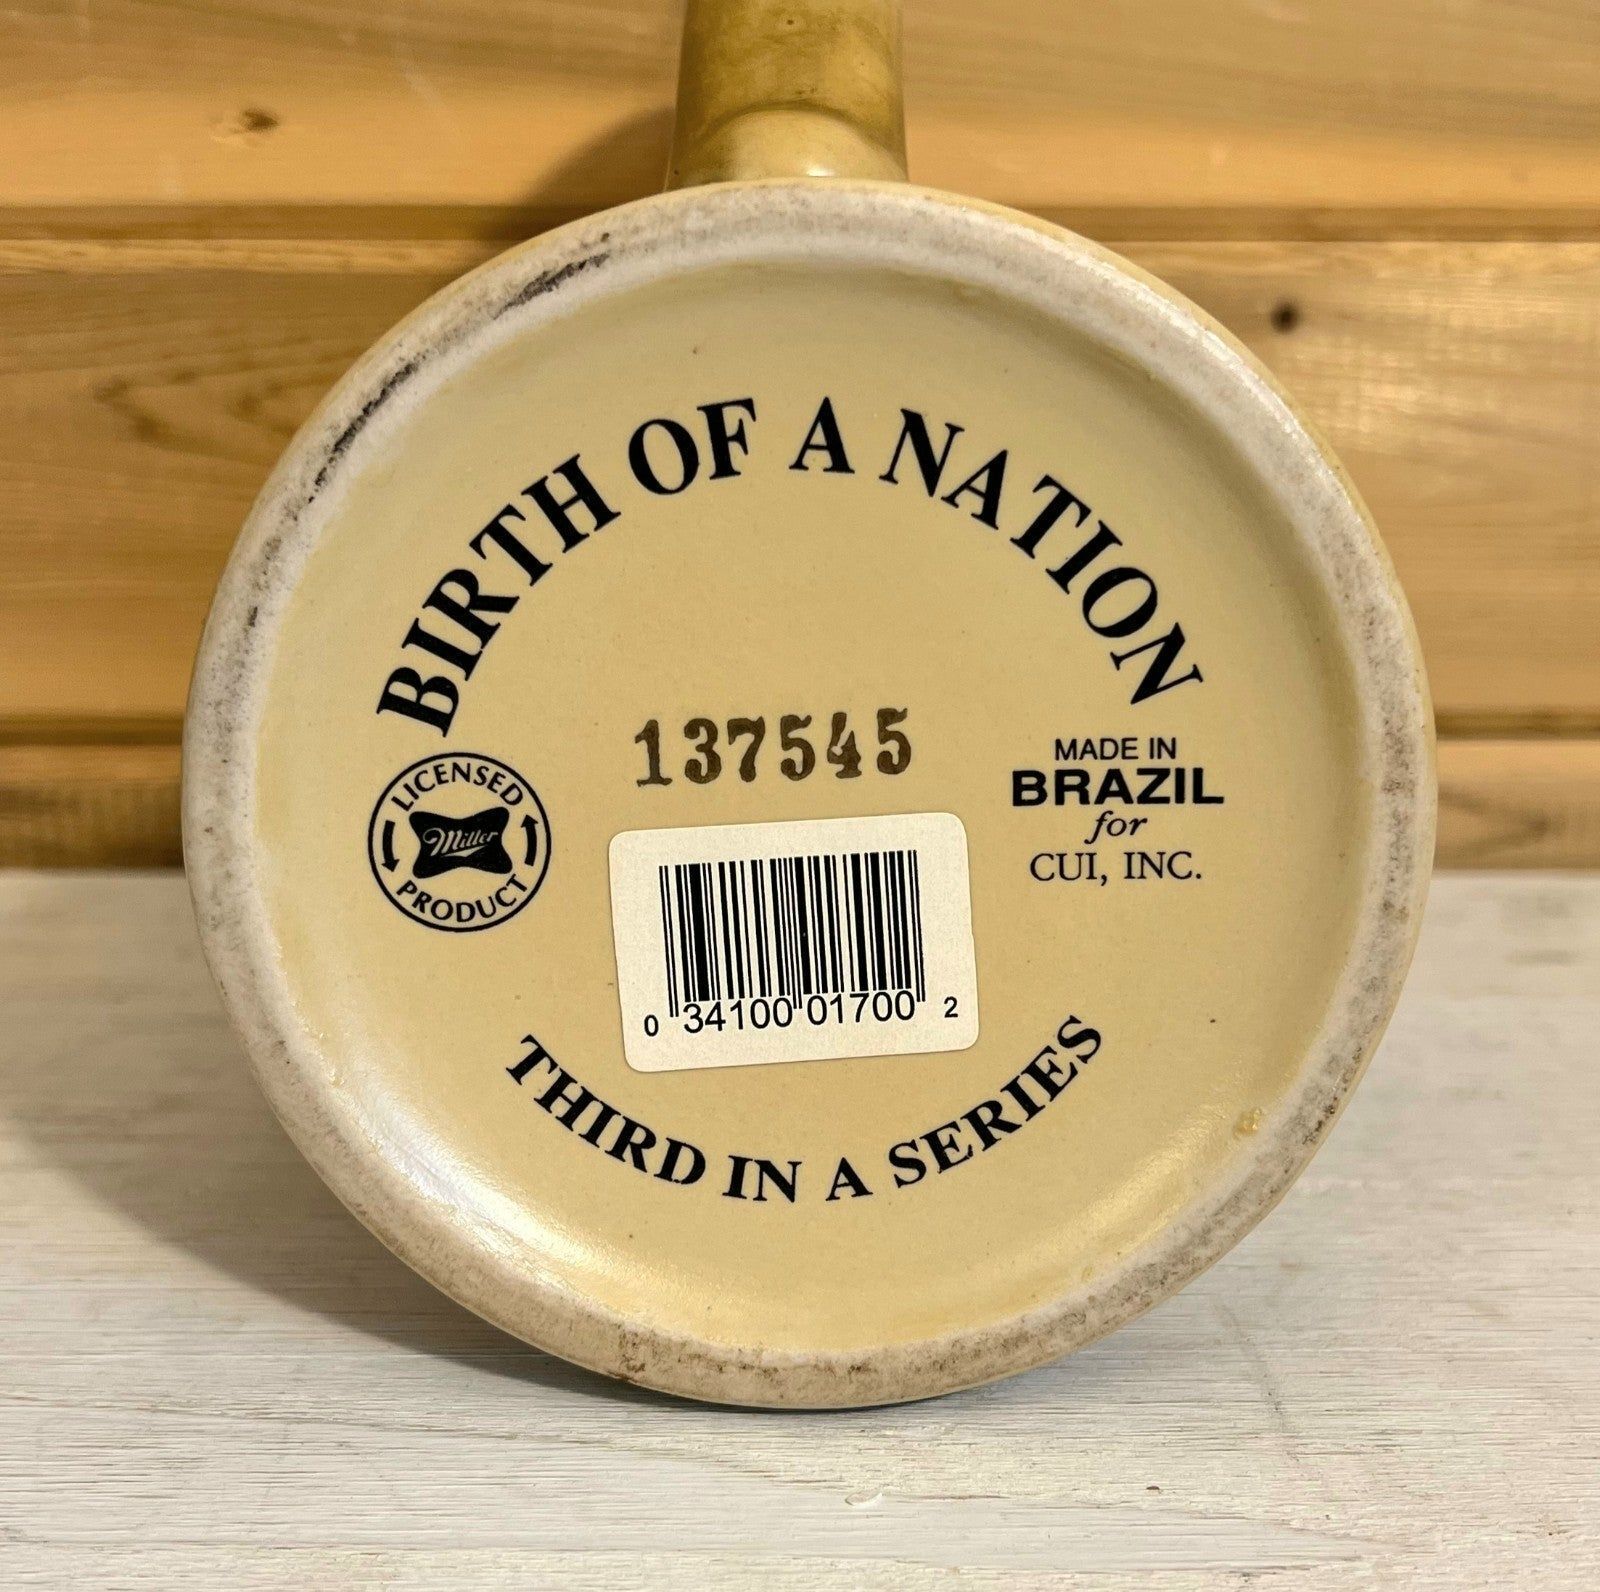 BIRTH OF A NATION
137545
LICENSED
Miller
PRODUCT
MADE IN
BRAZIL
for
CUI, INC.
0 34100 01700 2
THIRD IN A SERIES